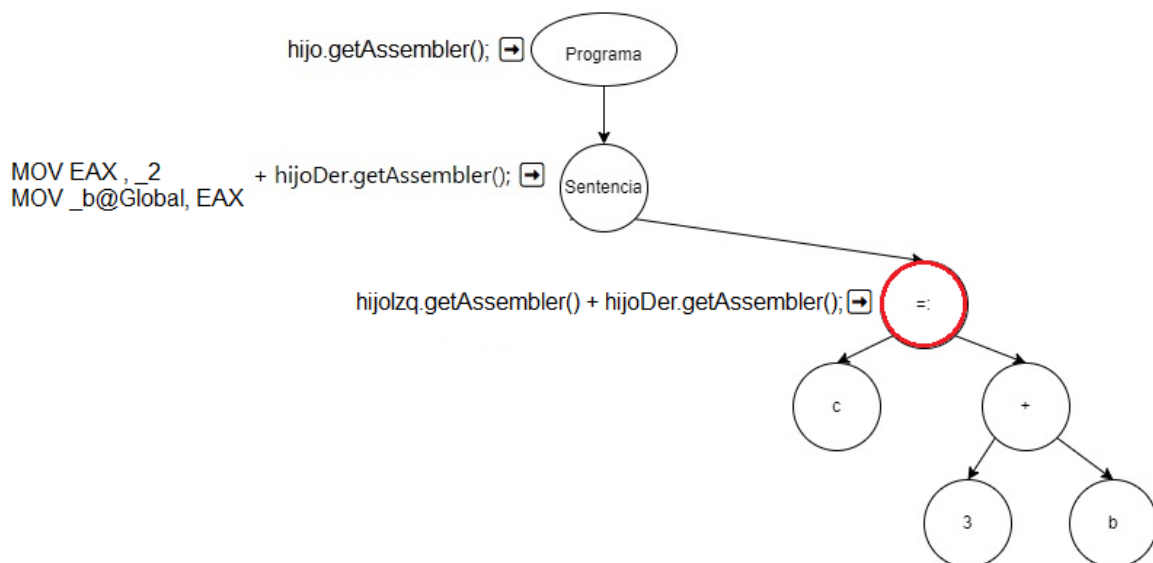 hijo.getAssembler(); ➡ Programa
MOV EAX , _2
MOV _b@Global, EAX
+ hijoDer.getAssembler(); ➡ Sentencia
hijoIzq.getAssembler() + hijoDer.getAssembler(); ➡ =:
c
+
3
b